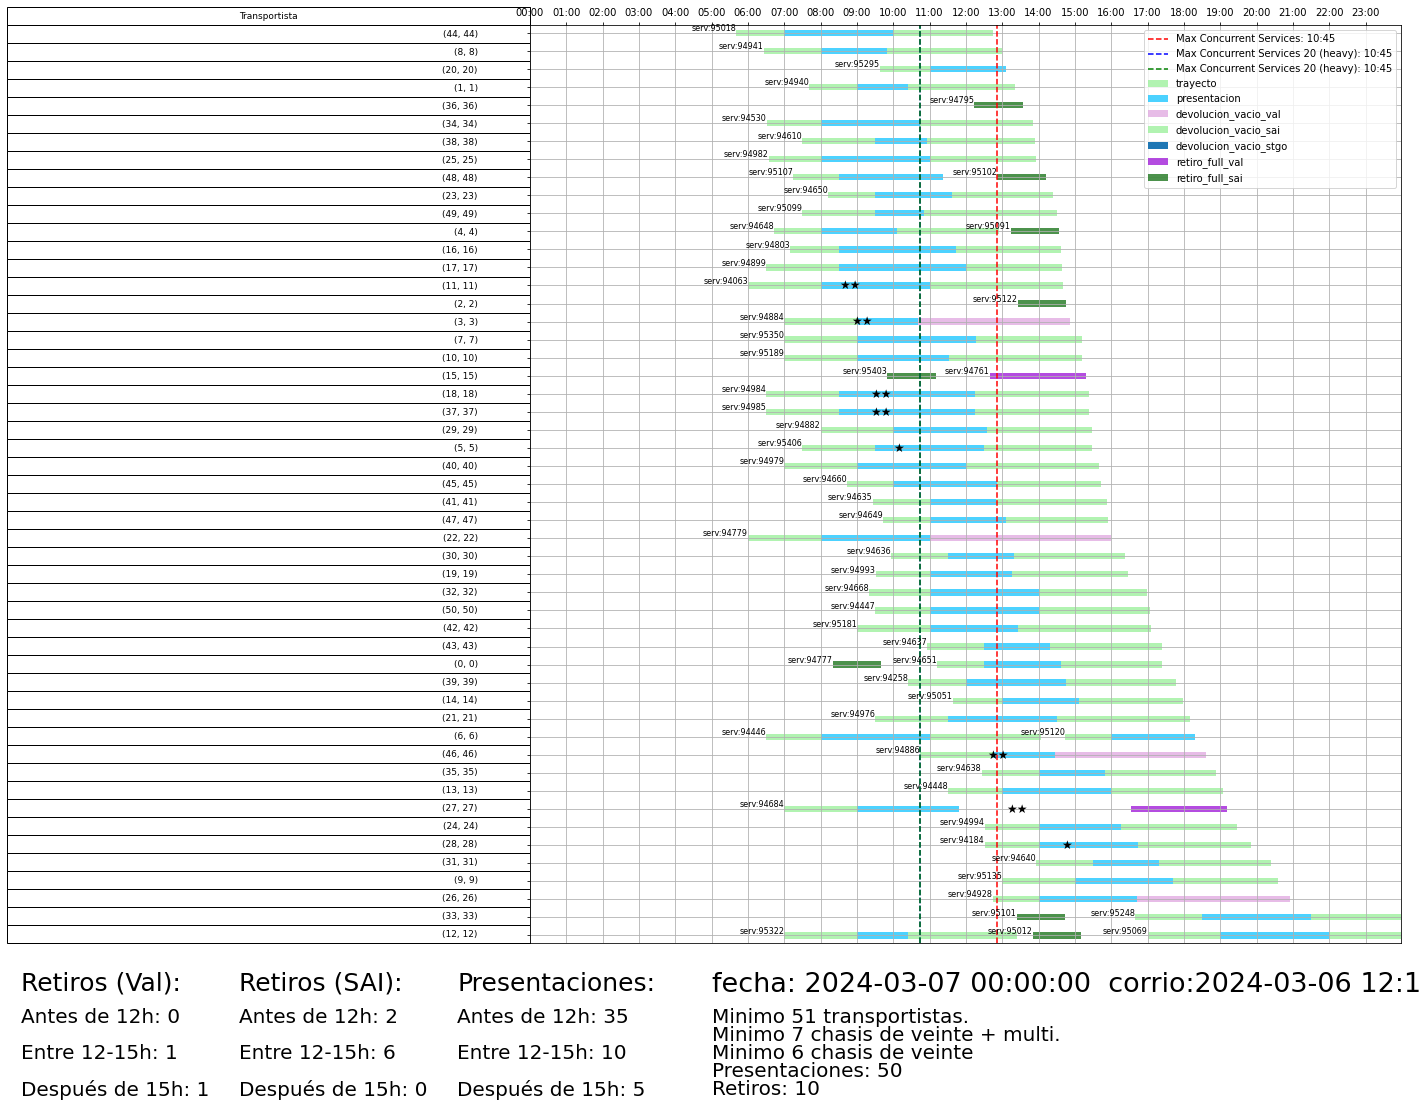 Transportista
00:00 01:00 02:00 03:00 04:00 05:00 06:00 07:00 08:00 09:00 10:00 11:00 12:00 13:00 14:00 15:00 16:00 17:00 18:00 19:00 20:00 21:00 22:00 23:00
Max Concurrent Services: 10:45
Max Concurrent Services 20 (heavy): 10:45
Max Concurrent Services 20 (heavy): 10:45
trayecto
presentacion
devolucion_vacio_val
devolucion_vacio_sai
devolucion_vacio_stgo
retiro_full_val
retiro_full_sai
(44, 44) serv:95018
(8, 8) serv:94941
(20, 20) serv:95295
(1, 1) serv:94940
(36, 36) serv:94795
(34, 34) serv:94530
(38, 38) serv:94610
(25, 25) serv:94982
(48, 48) serv:95107 serv:95102
(23, 23) serv:94650
(49, 49) serv:95099
(4, 4) serv:94648 serv:95091
(16, 16) serv:94803
(17, 17) serv:94899
(11, 11) serv:94063
(2, 2) serv:95122
(3, 3) serv:94884
(7, 7) serv:95350
(10, 10) serv:95189
(15, 15) serv:95403 serv:94761
(18, 18) serv:94984
(37, 37) serv:94985
(29, 29) serv:94882
(5, 5) serv:95406
(40, 40) serv:94979
(45, 45) serv:94660
(41, 41) serv:94635
(47, 47) serv:94649
(22, 22) serv:94779
(30, 30) serv:94636
(19, 19) serv:94993
(32, 32) serv:94668
(50, 50) serv:94447
(42, 42) serv:95181
(43, 43) serv:94637
(0, 0) serv:94777 serv:94651
(39, 39) serv:94258
(14, 14) serv:95051
(21, 21) serv:94976
(6, 6) serv:94446 serv:95120
(46, 46) serv:94886
(35, 35) serv:94638
(13, 13) serv:94448
(27, 27) serv:94684
(24, 24) serv:94994
(28, 28) serv:94184
(31, 31) serv:94640
(9, 9) serv:95135
(26, 26) serv:94928
(33, 33) serv:95101 serv:95248
(12, 12) serv:95322 serv:95012 serv:95069
Retiros (Val):
Antes de 12h: 0
Entre 12-15h: 1
Después de 15h: 1
Retiros (SAI):
Antes de 12h: 2
Entre 12-15h: 6
Después de 15h: 0
Presentaciones:
Antes de 12h: 35
Entre 12-15h: 10
Después de 15h: 5
fecha: 2024-03-07 00:00:00 corrio:2024-03-06 12:1
Minimo 51 transportistas.
Minimo 7 chasis de veinte + multi.
Minimo 6 chasis de veinte
Presentaciones: 50
Retiros: 10